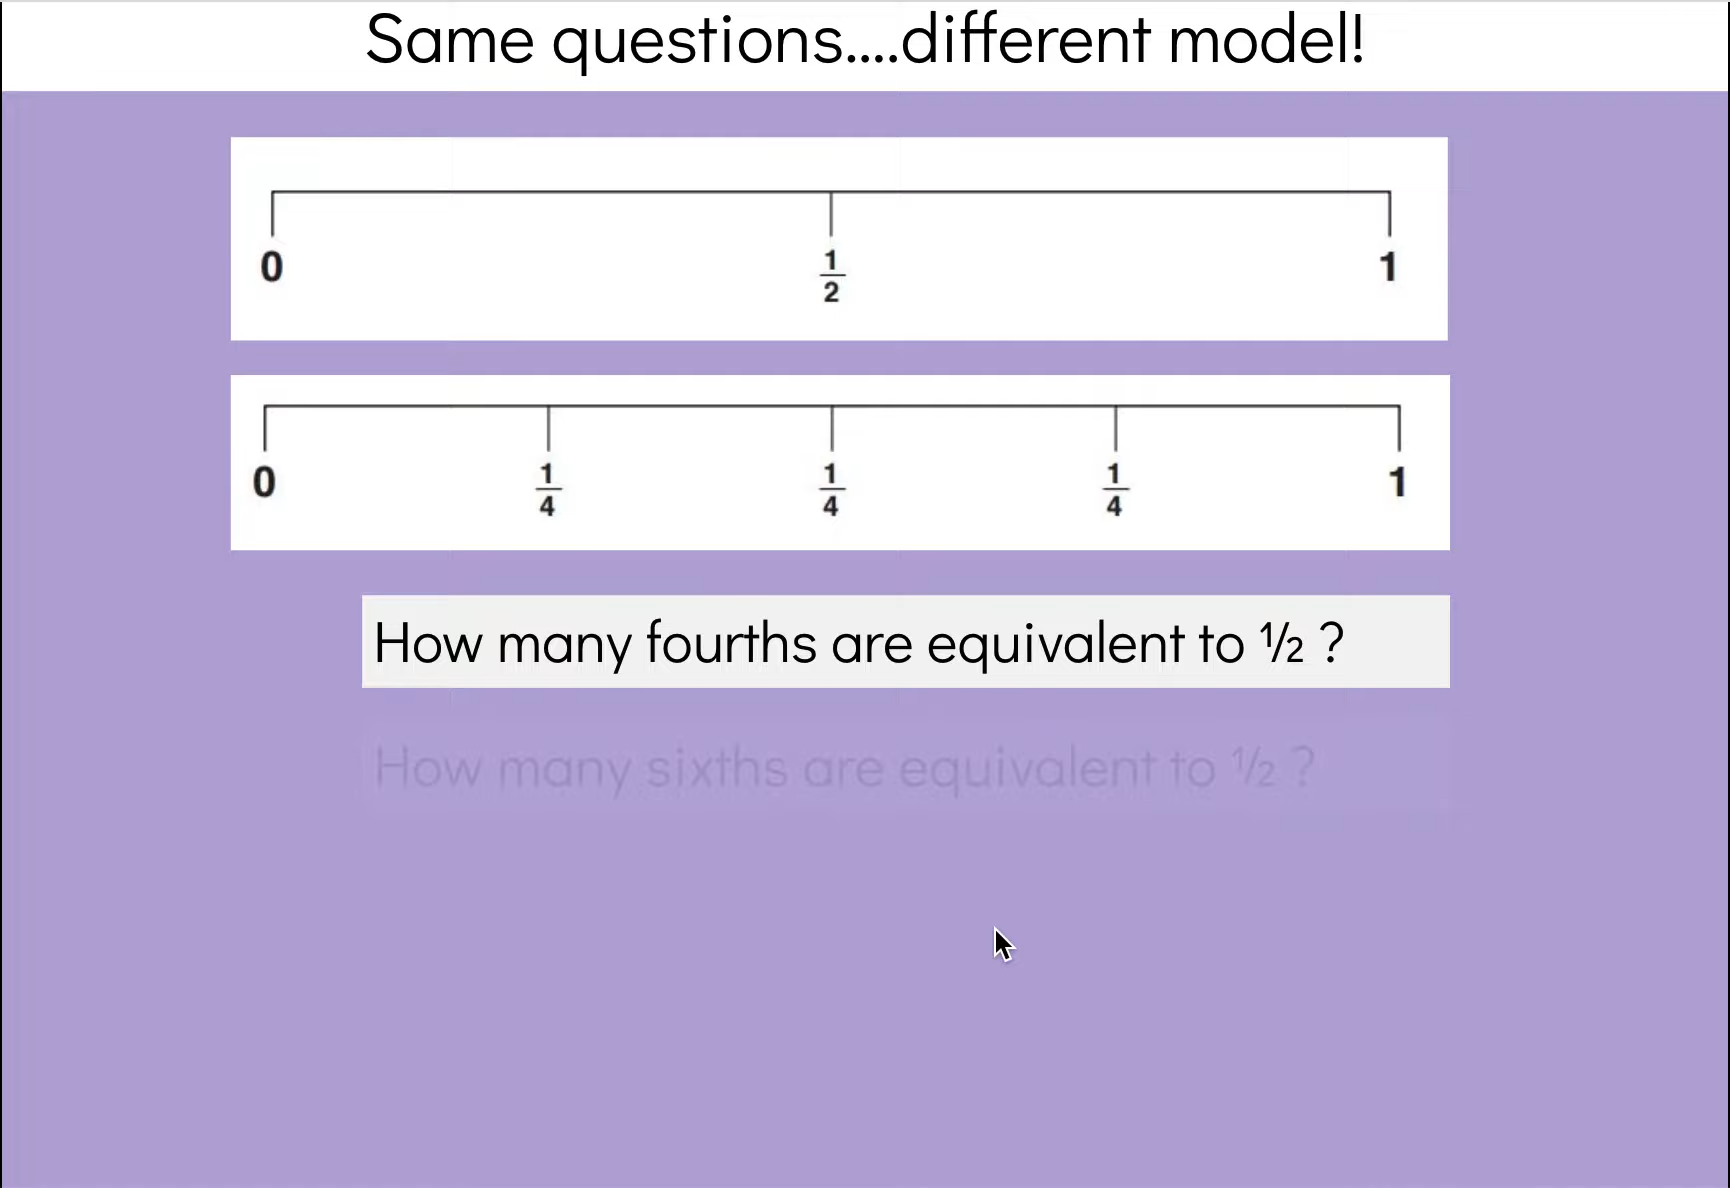 Same questions....different model!
0 1/2 1
0 1/4 1/4 1/4 1
How many fourths are equivalent to ½ ?
How many sixths are equivalent to ½ ?